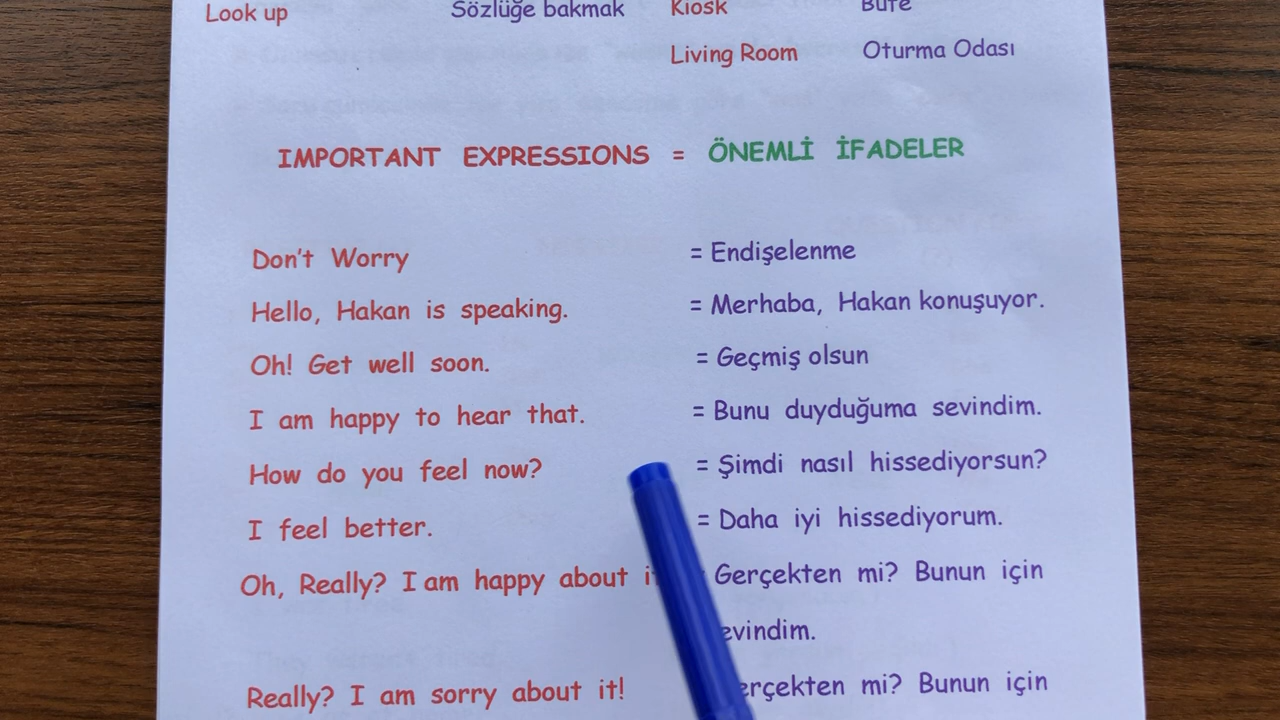 Look up Sözlüğe bakmak Kiosk Büfe
Living Room Oturma Odası
IMPORTANT EXPRESSIONS = ÖNEMLİ İFADELER
Don't Worry = Endişelenme
Hello, Hakan is speaking. = Merhaba, Hakan konuşuyor.
Oh! Get well soon. = Geçmiş olsun
I am happy to hear that. = Bunu duyduğuma sevindim.
How do you feel now? = Şimdi nasıl hissediyorsun?
I feel better. = Daha iyi hissediyorum.
Oh, Really? I am happy about Gerçekten mi? Bunun için
Really? I am sorry about it! mi? Bunun için